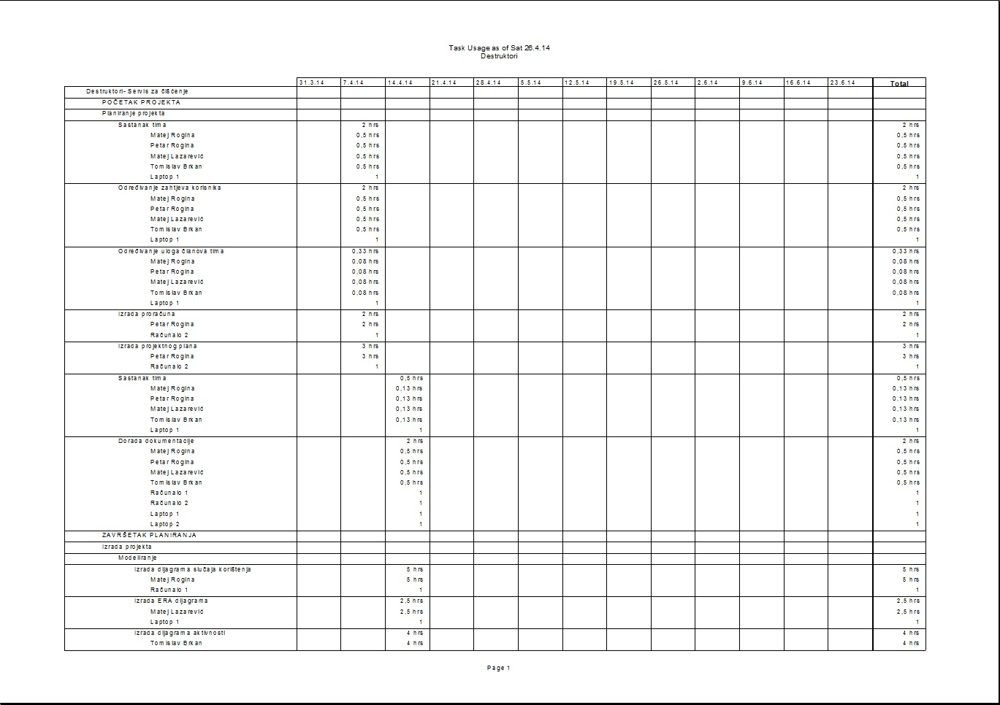 Task Usage as of Sat 26.4.14
Destruktori
31.3.14 7.4.14 14.4.14 21.4.14 28.4.14 5.5.14 12.5.14 19.5.14 26.5.14 2.6.14 9.6.14 16.6.14 23.6.14 Total
Destruktori- Servis za čišćenje
POČETAK PROJEKTA
Planiranje projekta
Sastanak tima 2 hrs 2 hrs
Matej Rogina 0,5 hrs 0,5 hrs
Petar Rogina 0,5 hrs 0,5 hrs
Matej Lazarević 0,5 hrs 0,5 hrs
Tomislav Brkan 0,5 hrs 0,5 hrs
Laptop 1 1 1
Određivanje zahtjeva korisnika 2 hrs 2 hrs
Matej Rogina 0,5 hrs 0,5 hrs
Petar Rogina 0,5 hrs 0,5 hrs
Matej Lazarević 0,5 hrs 0,5 hrs
Tomislav Brkan 0,5 hrs 0,5 hrs
Laptop 1 1 1
Određivanje uloga članova tima 0,33 hrs 0,33 hrs
Matej Rogina 0,08 hrs 0,08 hrs
Petar Rogina 0,08 hrs 0,08 hrs
Matej Lazarević 0,08 hrs 0,08 hrs
Tomislav Brkan 0,08 hrs 0,08 hrs
Laptop 1 1 1
Izrada proračuna 2 hrs 2 hrs
Petar Rogina 2 hrs 2 hrs
Računalo 2 1 1
Izrada projektnog plana 3 hrs 3 hrs
Petar Rogina 3 hrs 3 hrs
Računalo 2 1 1
Sastanak tima 0,5 hrs 0,5 hrs
Matej Rogina 0,13 hrs 0,13 hrs
Petar Rogina 0,13 hrs 0,13 hrs
Matej Lazarević 0,13 hrs 0,13 hrs
Tomislav Brkan 0,13 hrs 0,13 hrs
Laptop 1 1 1
Dorada dokumentacije 2 hrs 2 hrs
Matej Rogina 0,5 hrs 0,5 hrs
Petar Rogina 0,5 hrs 0,5 hrs
Matej Lazarević 0,5 hrs 0,5 hrs
Tomislav Brkan 0,5 hrs 0,5 hrs
Računalo 1 1 1
Računalo 2 1 1
Laptop 1 1 1
Laptop 2 1 1
ZAVRŠETAK PLANIRANJA
Izrada projekta
Modeliranje
Izrada dijagrama slučaja korištenja 5 hrs 5 hrs
Matej Rogina 5 hrs 5 hrs
Računalo 1 1 1
Izrada ERA dijagrama 2,5 hrs 2,5 hrs
Matej Lazarević 2,5 hrs 2,5 hrs
Laptop 1 1 1
Izrada dijagrama aktivnosti 4 hrs 4 hrs
Tomislav Brkan 4 hrs 4 hrs
Page 1